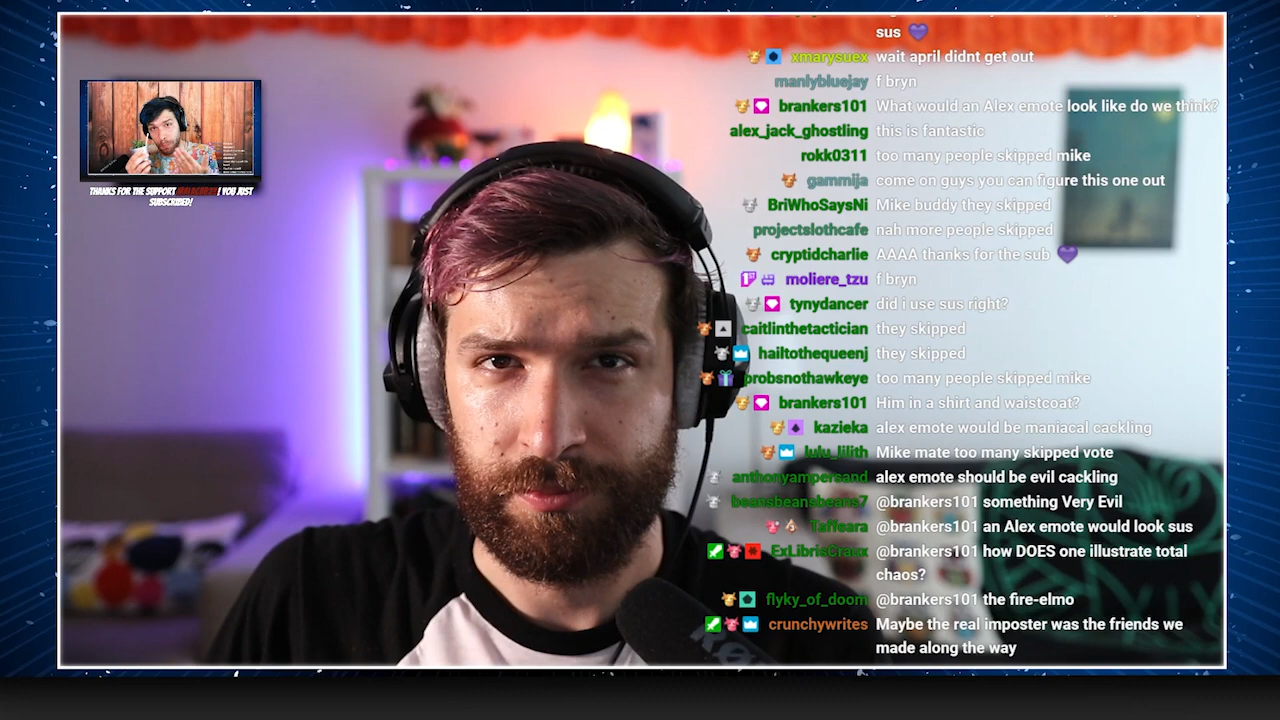 sus
xmarysuex wait april didnt get out
manlybluejay f bryn
brankers101 What would an Alex emote look like do we think?
alex_jack_ghostling this is fantastic
rokk0311 too many people skipped mike
gammija come on guys you can figure this one out
BriWhoSaysNi Mike buddy they skipped
projectslothcafe nah more people skipped
cryptidcharlie AAAA thanks for the sub
moliere_tzu f bryn
tynydancer did i use sus right?
caitlinthetactician they skipped
hailtothequeenj they skipped
probsnothawkeye too many people skipped mike
brankers101 Him in a shirt and waistcoat?
kazieka alex emote would be maniacal cackling
lulu_lilith Mike mate too many skipped vote
anthonyampersand alex emote should be evil cackling
beansbeansbeans7 @brankers101 something Very Evil
Taffeara @brankers101 an Alex emote would look sus
ExLibrisCraux @brankers101 how DOES one illustrate total
chaos?
flyky_of_doom @brankers101 the fire-elmo
crunchywrites Maybe the real imposter was the friends we
made along the way
THANKS FOR THE SUPPORT ! YOU JUST
SUBSCRIBED!